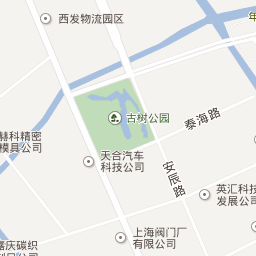 西发物流园区
年
赫科精密
模具公司
古树公园
泰海路
天合汽车
科技公司
安辰路
英汇科技
发展公司
上海阀门厂
有限公司
嘉庆碳织